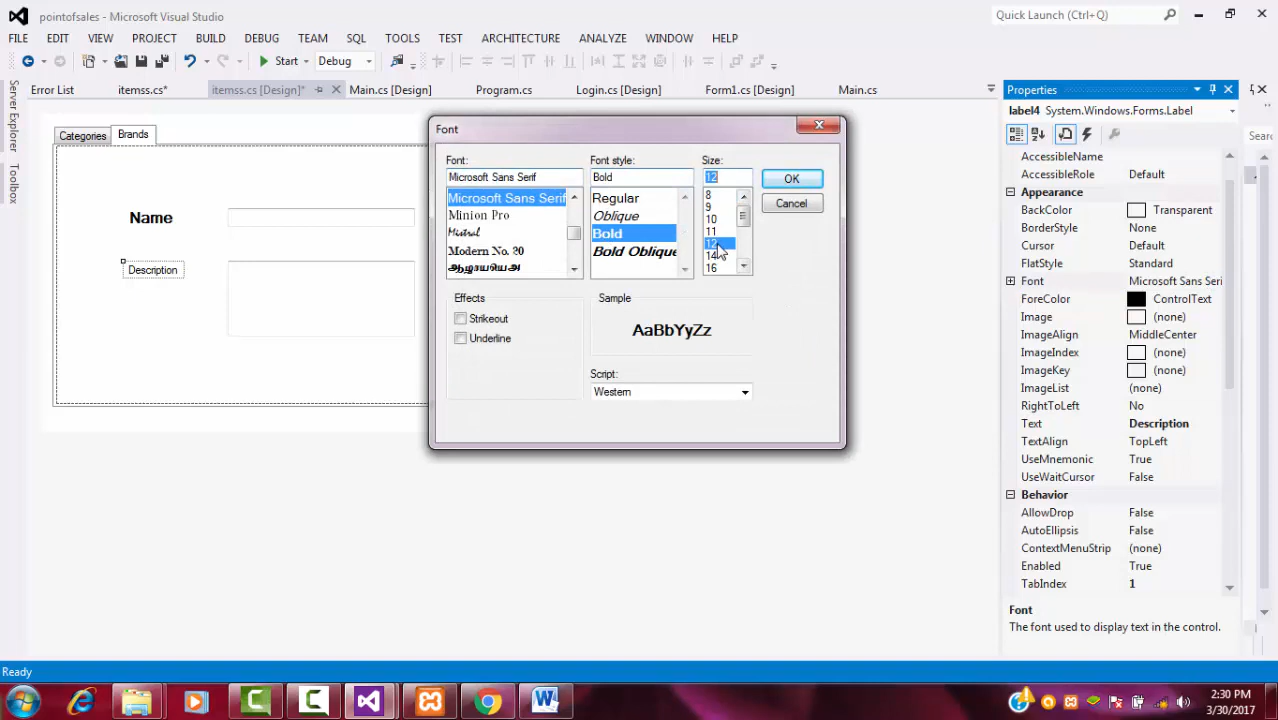 pointofsales - Microsoft Visual Studio
Quick Launch (Ctrl+Q)
FILE EDIT VIEW PROJECT BUILD DEBUG TEAM SQL TOOLS TEST ARCHITECTURE ANALYZE WINDOW HELP
Start Debug
Error List itemss.cs* itemss.cs [Design]* Main.cs [Design] Program.cs Login.cs [Design] Form1.cs [Design] Main.cs
Server Explorer
Toolbox
Categories Brands
Name
Description
Font
Font: Font style: Size:
Microsoft Sans Serif Bold 12
OK
Cancel
Microsoft Sans Serif
Minion Pro
Mistral
Modern No. 20
Regular
Oblique
Bold
Bold Oblique
8
9
10
11
12
14
16
Effects
Strikeout
Underline
Sample
AaBbYyZz
Script:
Western
Properties
label4 System.Windows.Forms.Label
Sear
AccessibleName
AccessibleRole Default
Appearance
BackColor Transparent
BorderStyle None
Cursor Default
FlatStyle Standard
Font Microsoft Sans Seri
ForeColor ControlText
Image (none)
ImageAlign MiddleCenter
ImageIndex (none)
ImageKey (none)
ImageList (none)
RightToLeft No
Text Description
TextAlign TopLeft
UseMnemonic True
UseWaitCursor False
Behavior
AllowDrop False
AutoEllipsis False
ContextMenuStrip (none)
Enabled True
TabIndex 1
Font
The font used to display text in the control.
Ready
2:30 PM
3/30/2017